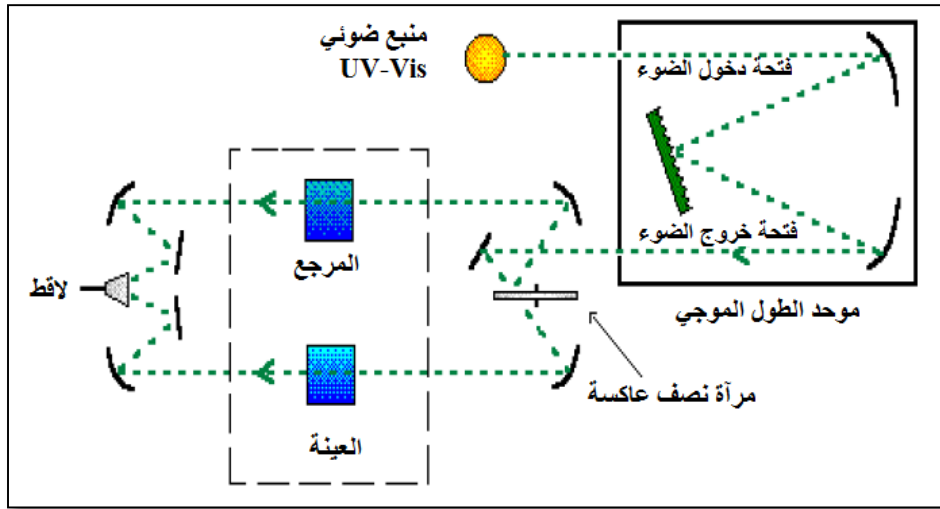 منبع ضوئي
UV-Vis
فتحة دخول الضوء
فتحة خروج الضوء
موحد الطول الموجي
المرجع
لاقط
مرآة نصف عاكسة
العينة